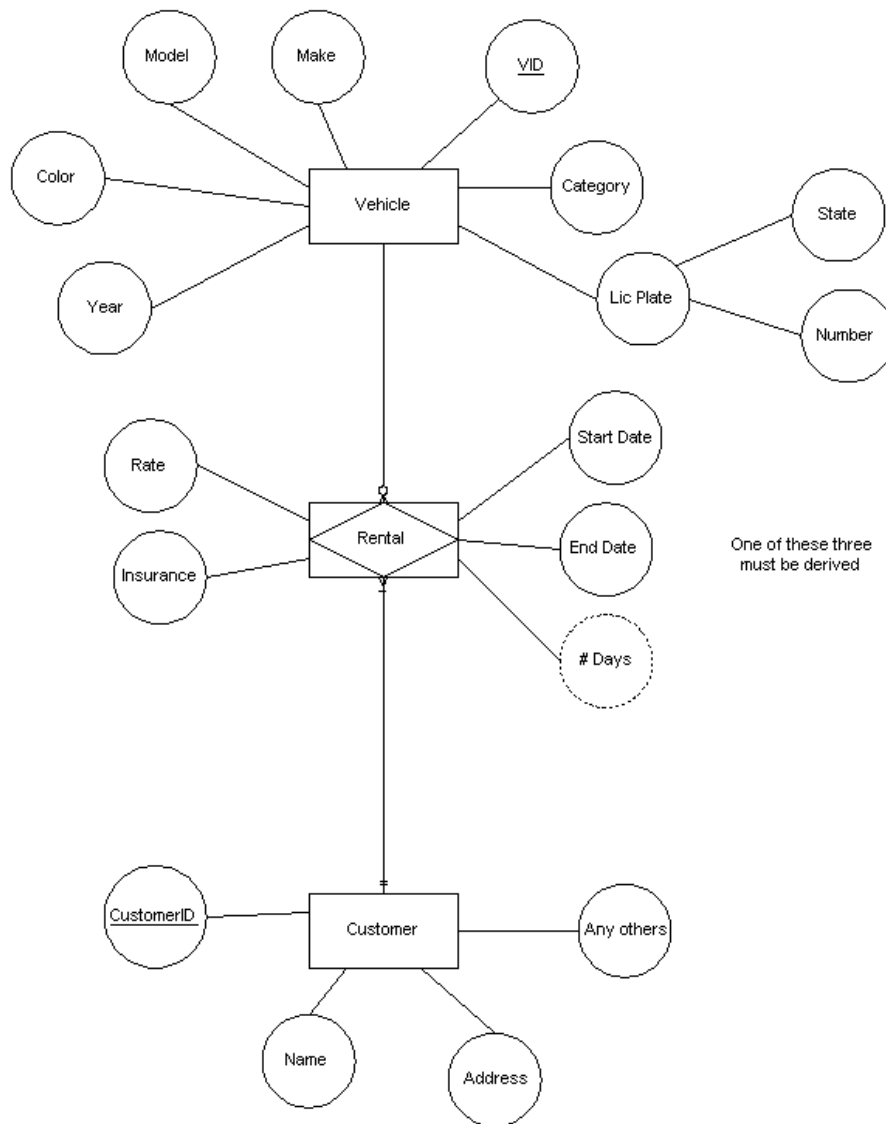 Model
Make
VID
Color
Vehicle
Category
State
Year
Lic Plate
Number
Rate
Start Date
Rental
End Date
One of these three
must be derived
Insurance
# Days
CustomerID
Customer
Any others
Name
Address